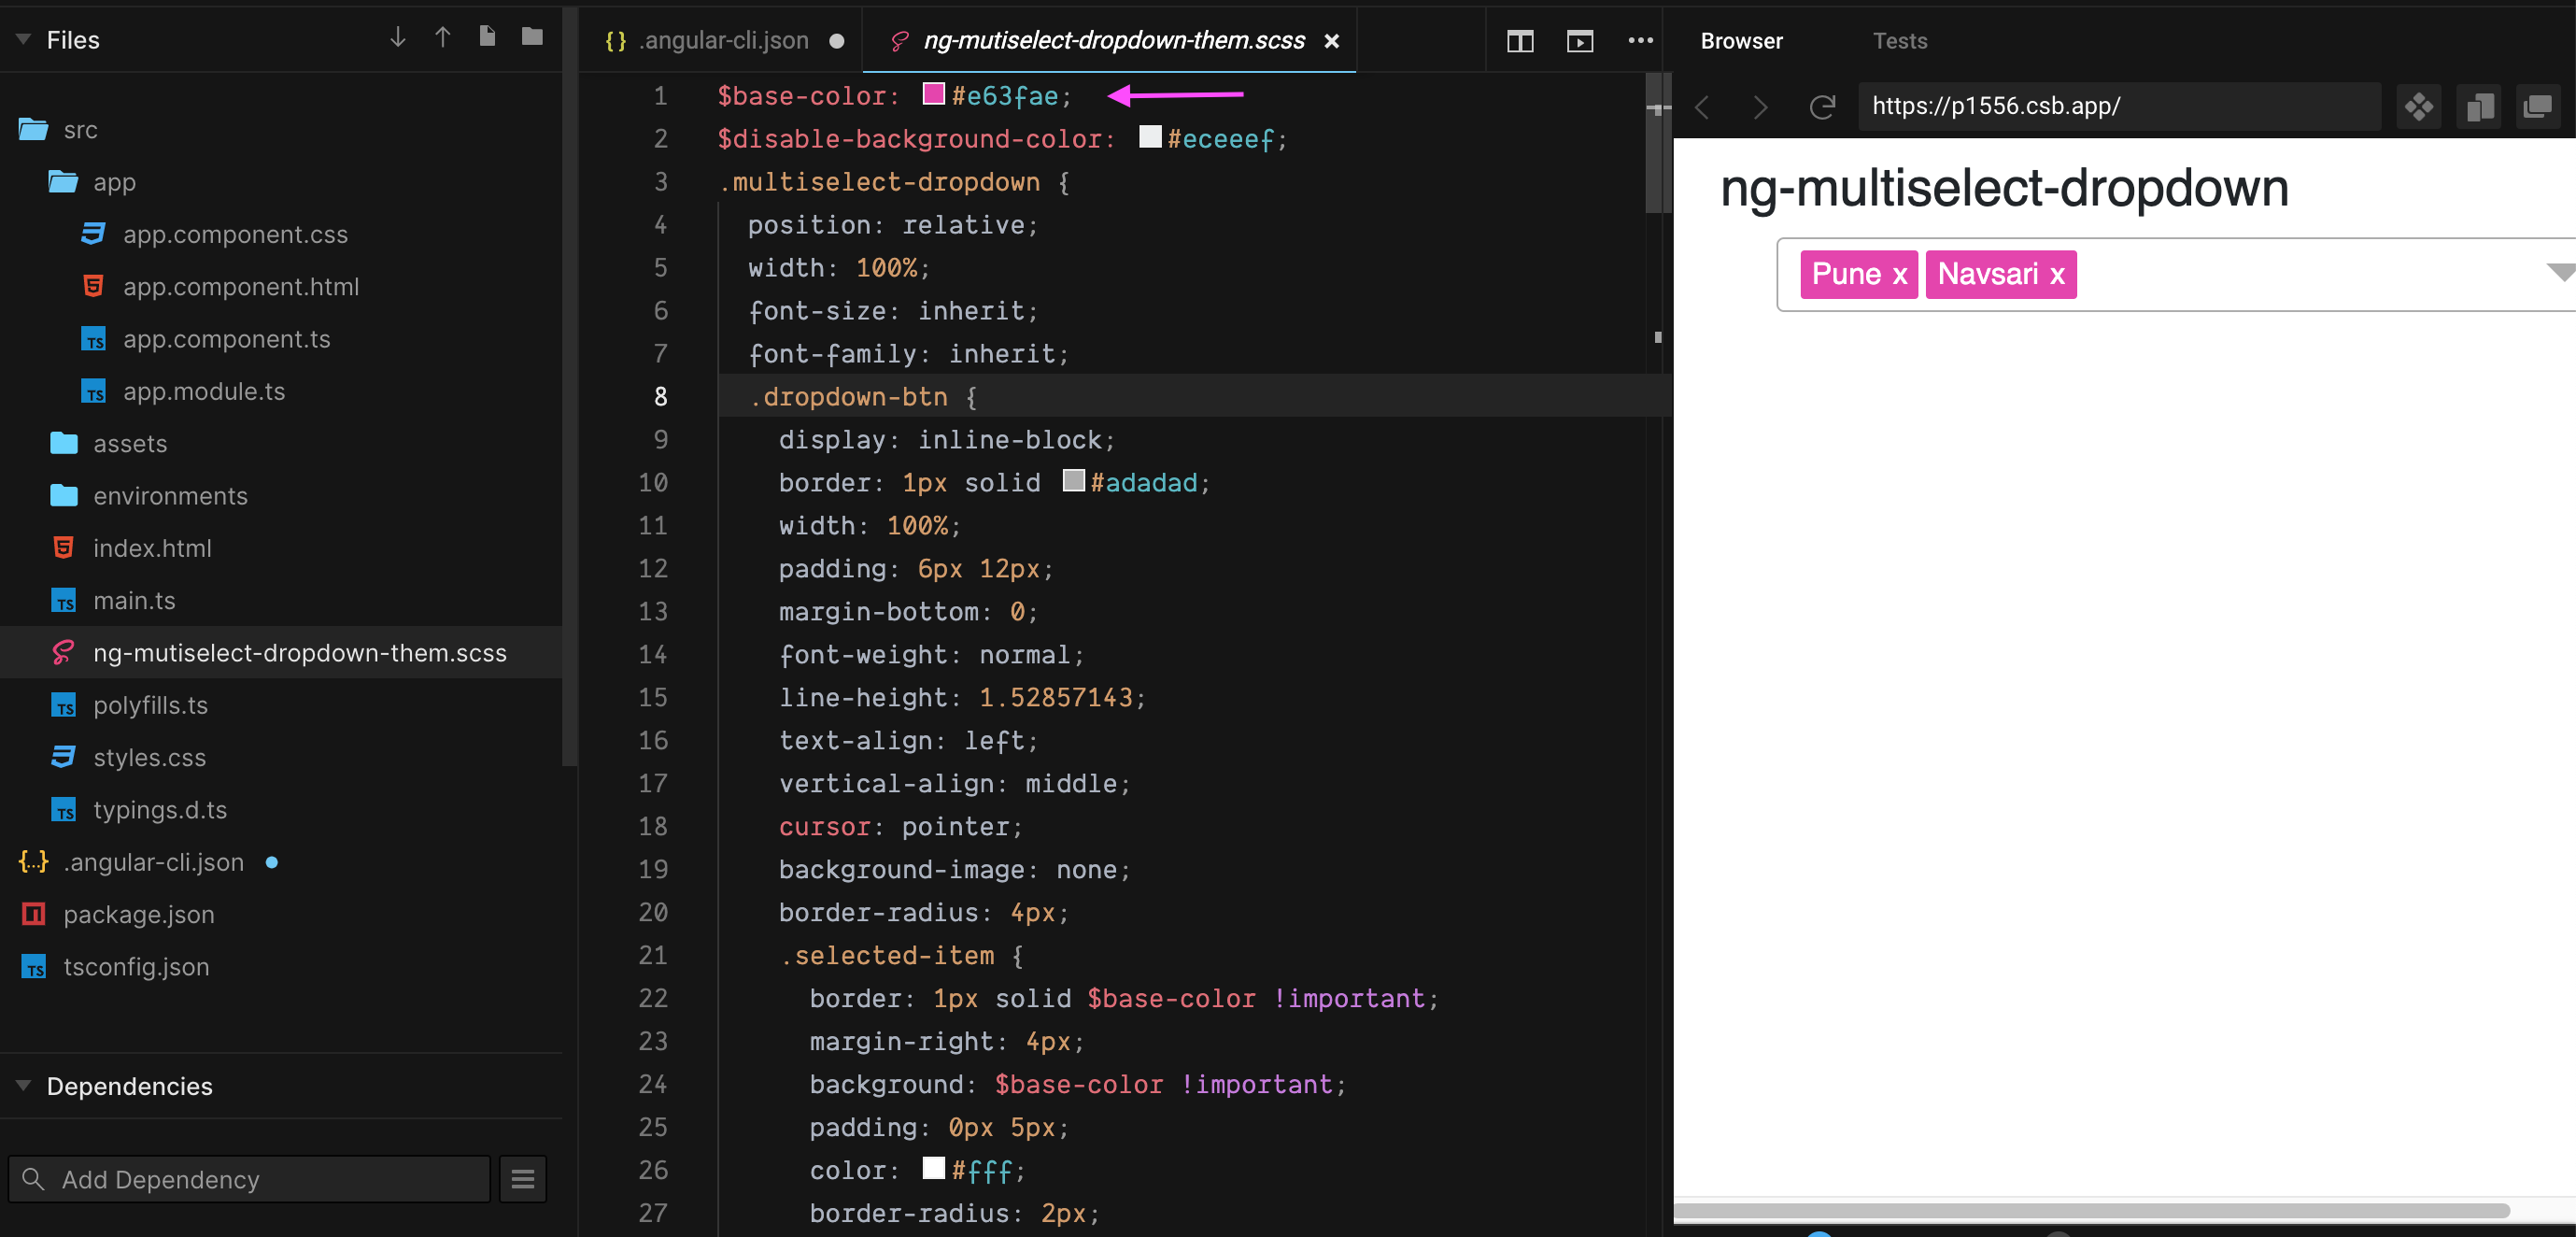 Files
src
app
app.component.css
app.component.html
app.component.ts
app.module.ts
assets
environments
index.html
main.ts
ng-mutiselect-dropdown-them.scss
polyfills.ts
styles.css
typings.d.ts
.angular-cli.json
package.json
tsconfig.json
Dependencies
Add Dependency
.angular-cli.json
ng-mutiselect-dropdown-them.scss
1 $base-color: #e63fae;
2 $disable-background-color: #eceeef;
3 .multiselect-dropdown {
4 position: relative;
5 width: 100%;
6 font-size: inherit;
7 font-family: inherit;
8 .dropdown-btn {
9 display: inline-block;
10 border: 1px solid #adadad;
11 width: 100%;
12 padding: 6px 12px;
13 margin-bottom: 0;
14 font-weight: normal;
15 line-height: 1.52857143;
16 text-align: left;
17 vertical-align: middle;
18 cursor: pointer;
19 background-image: none;
20 border-radius: 4px;
21 .selected-item {
22 border: 1px solid $base-color !important;
23 margin-right: 4px;
24 background: $base-color !important;
25 padding: 0px 5px;
26 color: #fff;
27 border-radius: 2px;
Browser Tests
https://p1556.csb.app/
ng-multiselect-dropdown
Pune x Navsari x